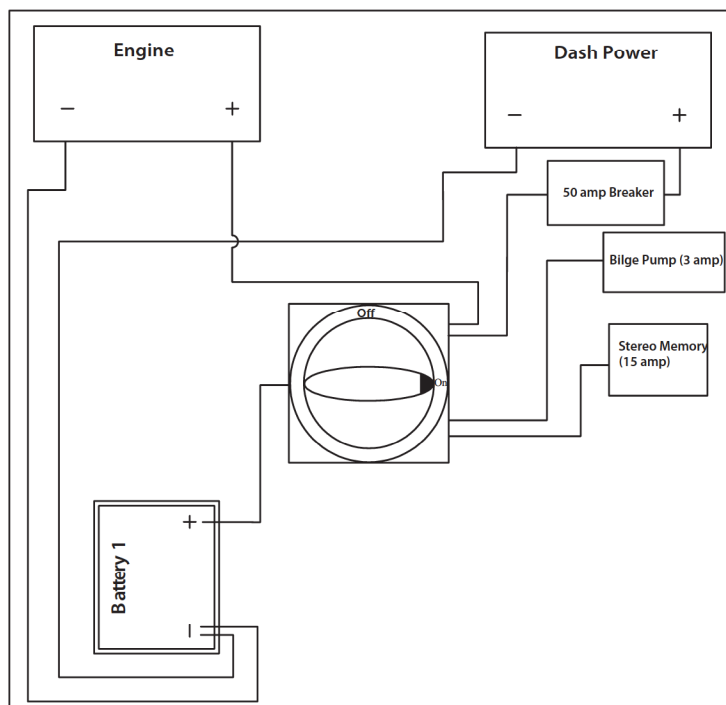 Engine
Dash Power
−
+
−
+
50 amp Breaker
Bilge Pump (3 amp)
Off
Stereo Memory
(15 amp)
On
+
Battery 1
−